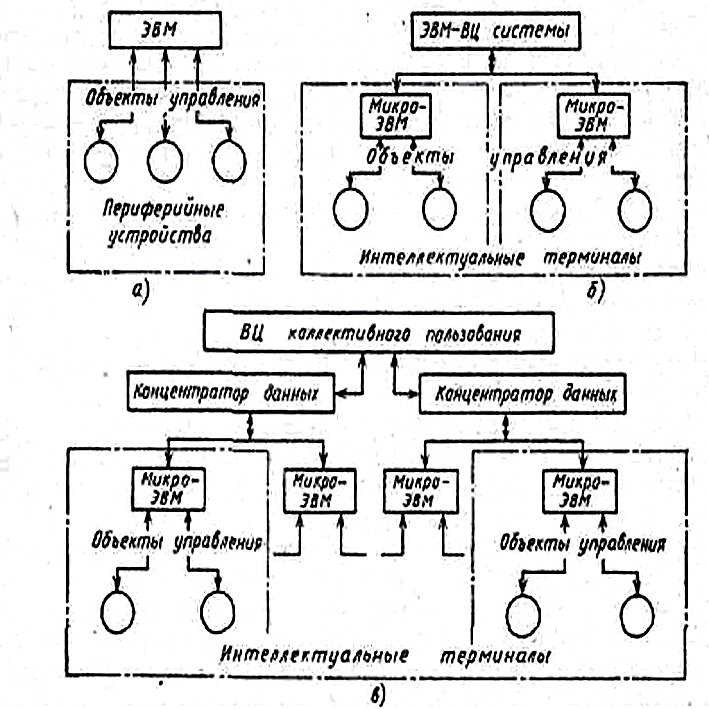 ЭВМ
Объекты управления
Периферийные
устройства
а)
ЭВМ-ВЦ системы
Микро-
ЭВМ
Микро-
ЭВМ
Объекты управления
Интеллектуальные терминалы
б)
ВЦ коллективного пользования
Концентратор данных
Концентратор данных
Микро-
ЭВМ
Микро-
ЭВМ
Микро-
ЭВМ
Микро-
ЭВМ
Объекты управления
Объекты управления
Интеллектуальные терминалы
в)